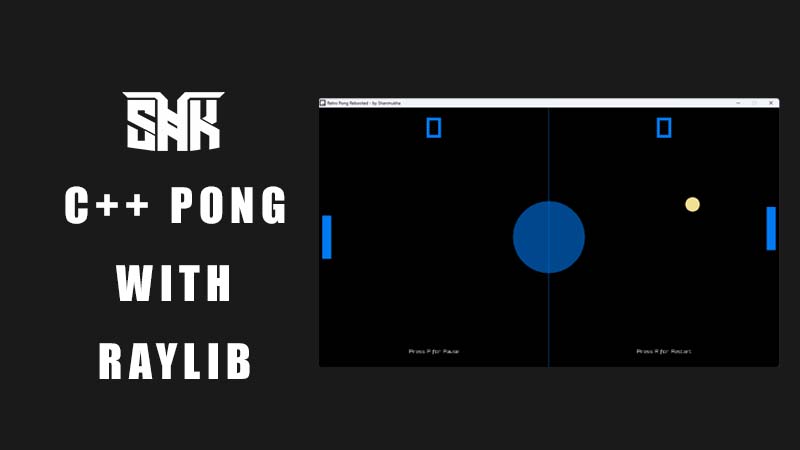 SHK
C++ PONG
WITH
RAYLIB
Retro Pong Rebooted - by Shanmukha
0
0
Press P for Pause
Press R for Restart